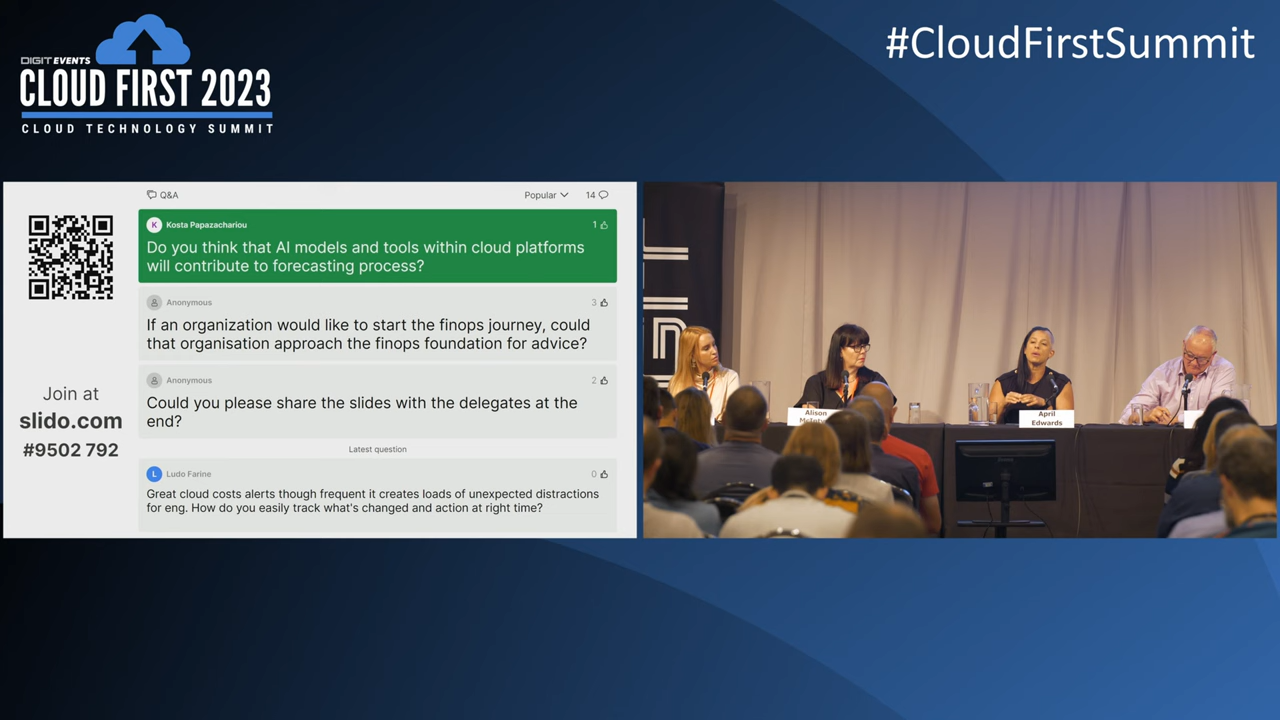 DIGIT EVENTS
CLOUD FIRST 2023
CLOUD TECHNOLOGY SUMMIT
#CloudFirstSummit
Q&A
Popular
14
K
Kosta Papazachariou
1
Do you think that AI models and tools within cloud platforms
will contribute to forecasting process?
Anonymous
3
If an organization would like to start the finops journey, could
that organisation approach the finops foundation for advice?
Anonymous
2
Could you please share the slides with the delegates at the
end?
Latest question
L
Ludo Farine
0
Great cloud costs alerts though frequent it creates loads of unexpected distractions
for eng. How do you easily track what's changed and action at right time?
Join at
slido.com
#9502 792
Alison
April
Edwards